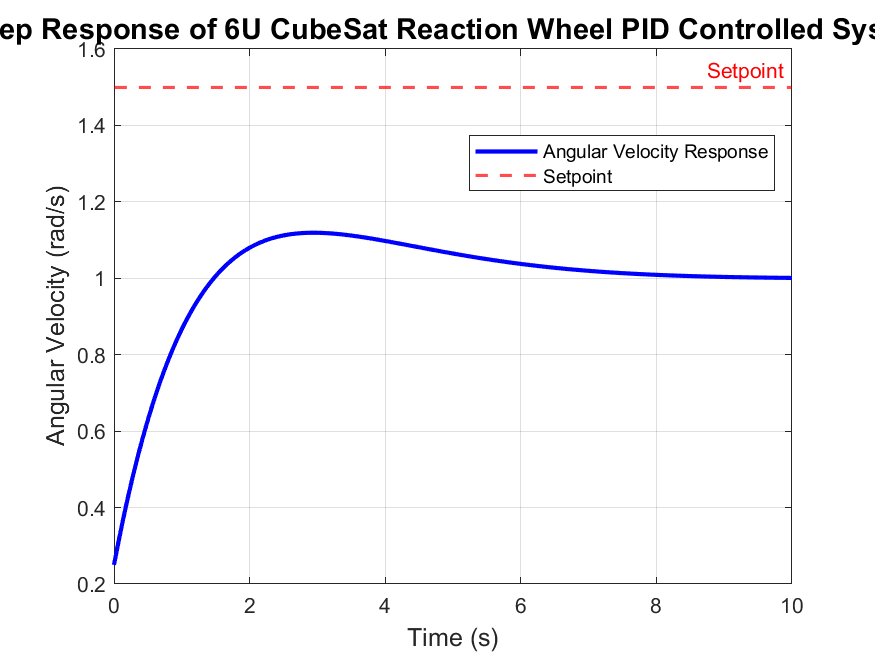 ep Response of 6U CubeSat Reaction Wheel PID Controlled Sys
1.6
Setpoint
1.4
Angular Velocity Response
Setpoint
1.2
1
0.8
0.6
0.4
0.2
Angular Velocity (rad/s)
0 2 4 6 8 10
Time (s)